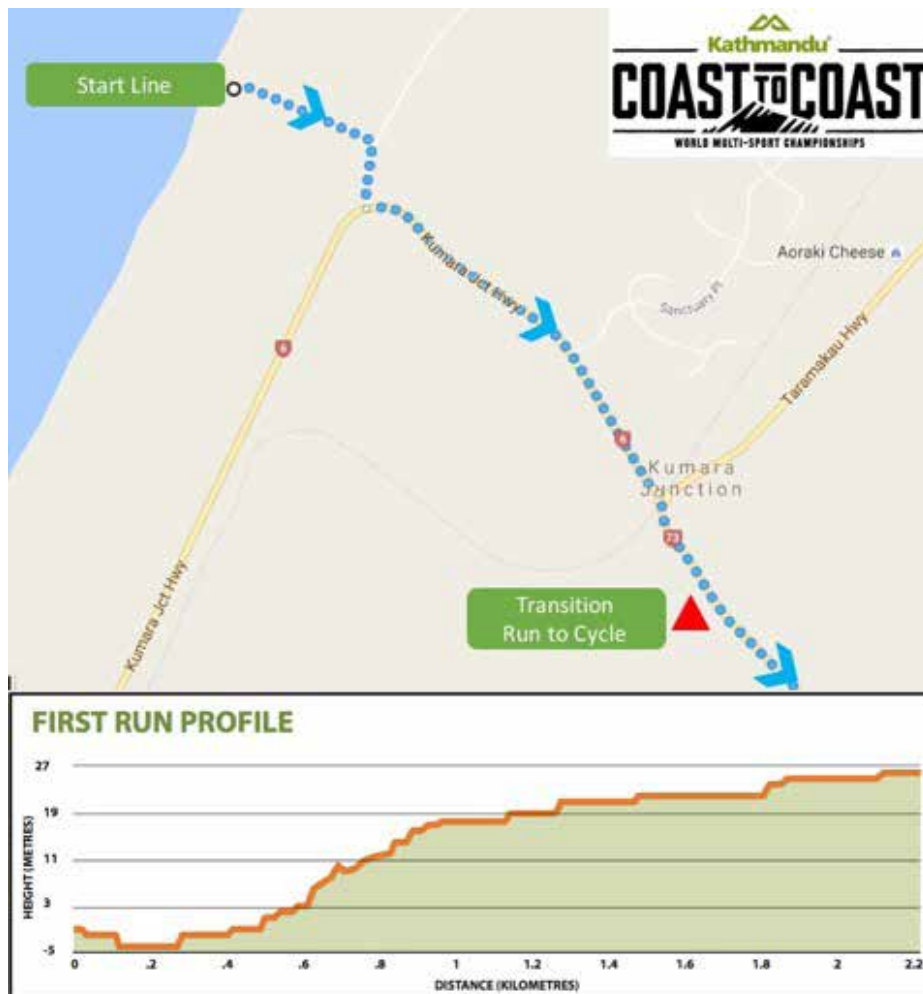 Kathmandu®
COAST TO COAST
WORLD MULTI-SPORT CHAMPIONSHIPS
Start Line
Kumara Jct Hwy
Aoraki Cheese
Sanctuary Pl
Taramakau Hwy
6
6
Kumara
Junction
73
Kumara Jct Hwy
Transition
Run to Cycle
FIRST RUN PROFILE
HEIGHT (METRES)
27
19
11
3
-5
0 .2 .4 .6 .8 1 1.2 1.4 1.6 1.8 2 2.2
DISTANCE (KILOMETRES)